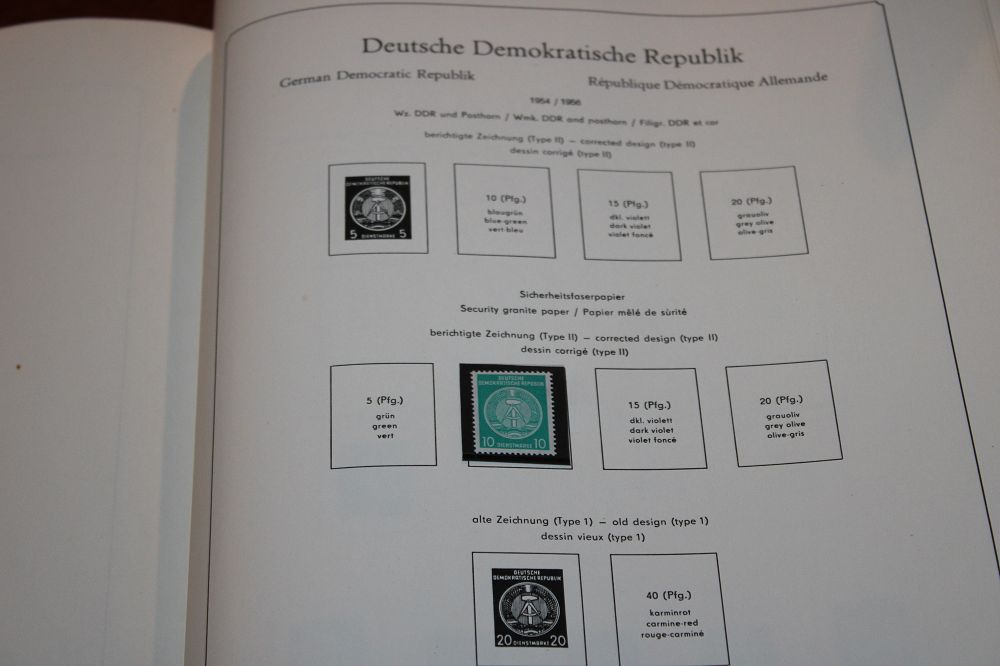 Deutsche Demokratische Republik
German Democratic Republik
République Démocratique Allemande
1954 / 1956
Wz. DDR und Posthorn / Wmk. DDR and posthorn / Filigr. DDR et cor
berichtigte Zeichnung (Type II) — corrected design (type II)
dessin corrigé (type II)
DEUTSCHE
DEMOKRATISCHE REPUBLIK
5 DIENSTMARKE 5
10 (Pfg.)
blaugrün
blue-green
vert-bleu
15 (Pfg.)
dkl. violett
dark violet
violet foncé
20 (Pfg.)
grauoliv
grey olive
olive-gris
Sicherheitsfaserpapier
Security granite paper / Papier mêlé de sùrité
berichtigte Zeichnung (Type II) — corrected design (type II)
dessin corrigé (type II)
5 (Pfg.)
grün
green
vert
DEUTSCHE
DEMOKRATISCHE REPUBLIK
10 DIENSTMARKE 10
15 (Pfg.)
dkl. violett
dark violet
violet foncé
20 (Pfg.)
grauoliv
grey olive
olive-gris
alte Zeichnung (Type 1) — old design (type 1)
dessin vieux (type 1)
DEUTSCHE
DEMOKRATISCHE REPUBLIK
20 DIENSTMARKE 20
40 (Pfg.)
karminrot
carmine-red
rouge-carminé